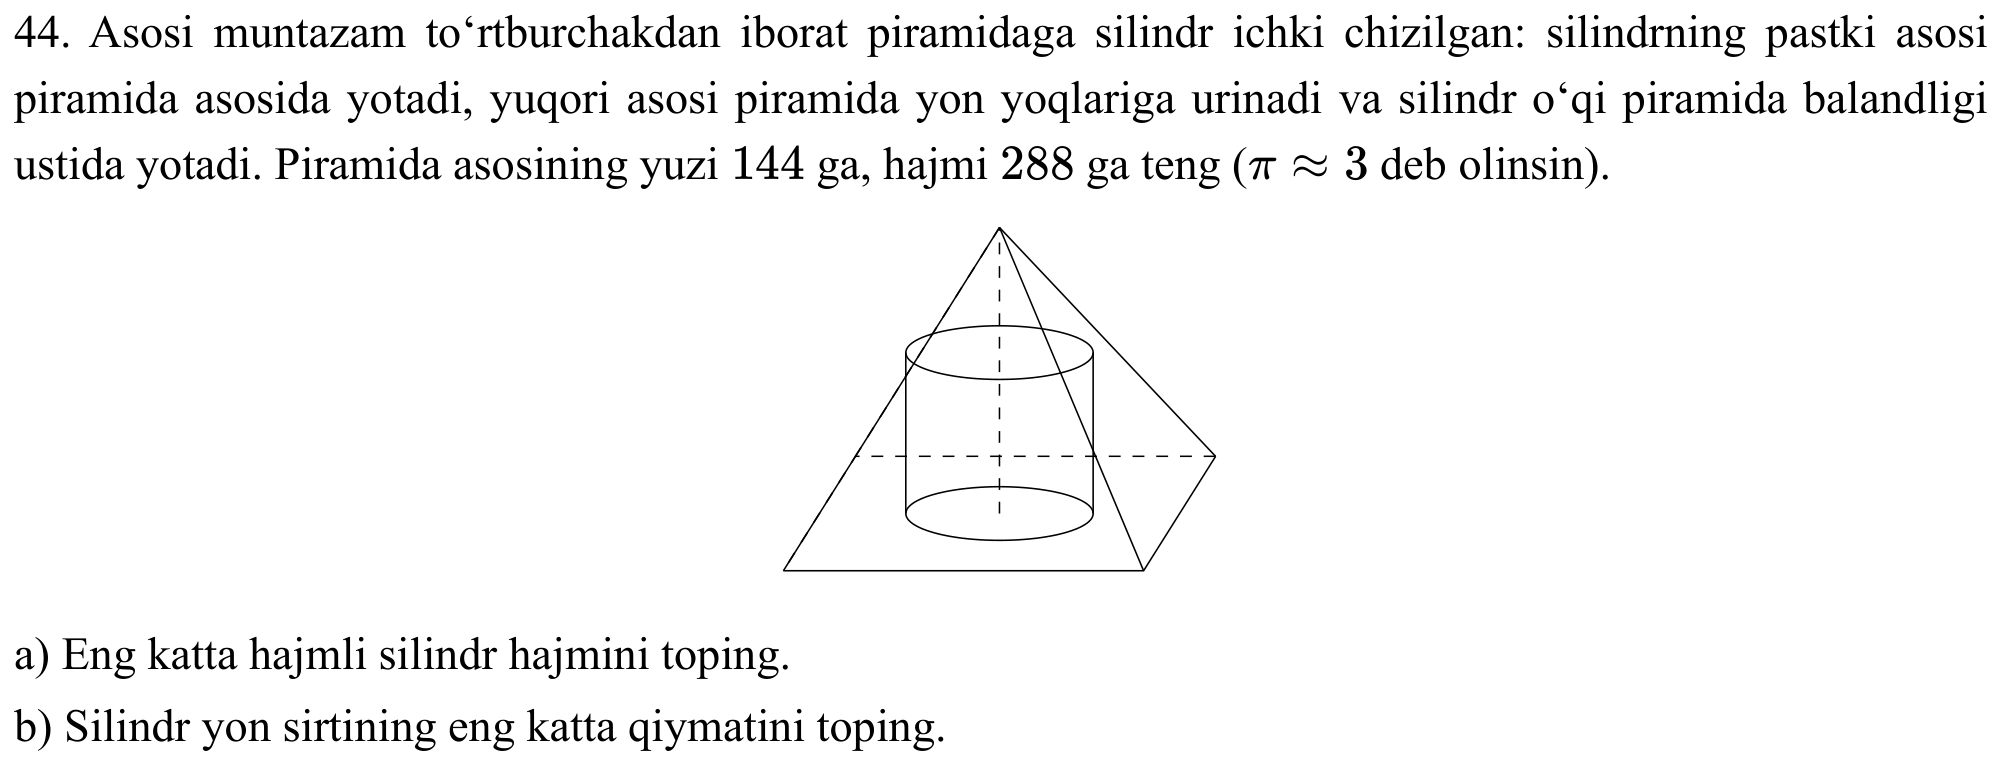 44. Asosi muntazam to‘rtburchakdan iborat piramidaga silindr ichki chizilgan: silindrning pastki asosi
piramida asosida yotadi, yuqori asosi piramida yon yoqlariga urinadi va silindr o‘qi piramida balandligi
ustida yotadi. Piramida asosining yuzi 144 ga, hajmi 288 ga teng (π ≈ 3 deb olinsin).
a) Eng katta hajmli silindr hajmini toping.
b) Silindr yon sirtining eng katta qiymatini toping.